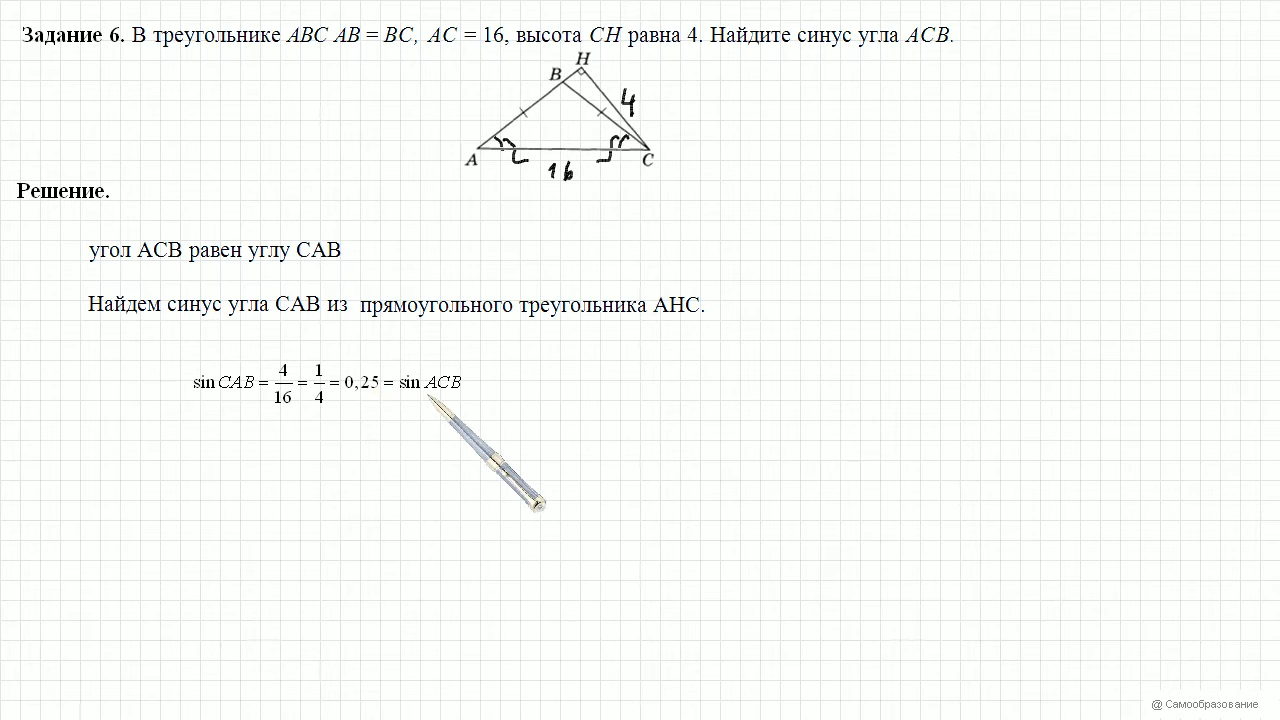 Задание 6. В треугольнике ABC AB = BC, AC = 16, высота CH равна 4. Найдите синус угла ACB.
H
B
4
A
C
16
Решение.
угол ACB равен углу CAB
Найдем синус угла CAB из прямоугольного треугольника AHC.
sin CAB = 4/16 = 1/4 = 0,25 = sin ACB
@ Самообразование